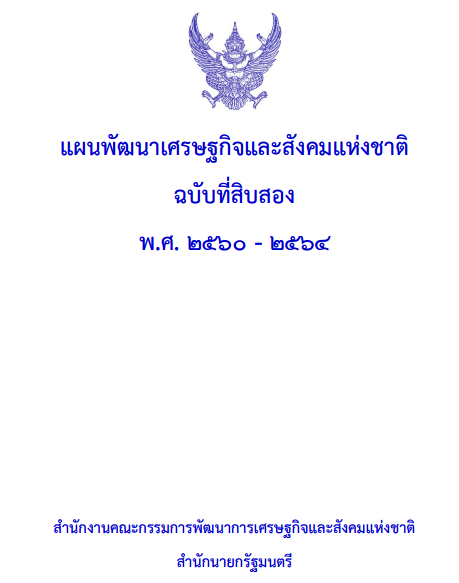 แผนพัฒนาเศรษฐกิจและสังคมแห่งชาติ
ฉบับที่สิบสอง
พ.ศ. ๒๕๖๐ - ๒๕๖๔
สำนักงานคณะกรรมการพัฒนาการเศรษฐกิจและสังคมแห่งชาติ
สำนักนายกรัฐมนตรี